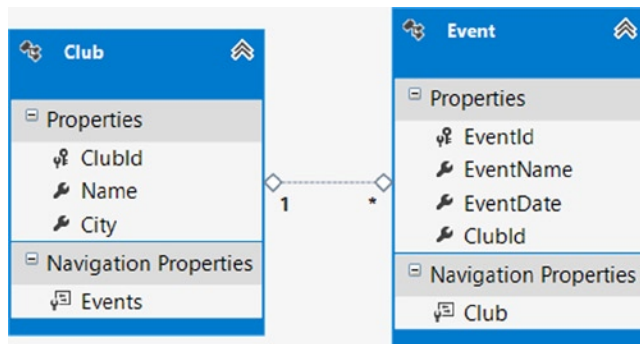 Club
Properties
ClubId
Name
City
Navigation Properties
Events
1
*
Event
Properties
EventId
EventName
EventDate
ClubId
Navigation Properties
Club